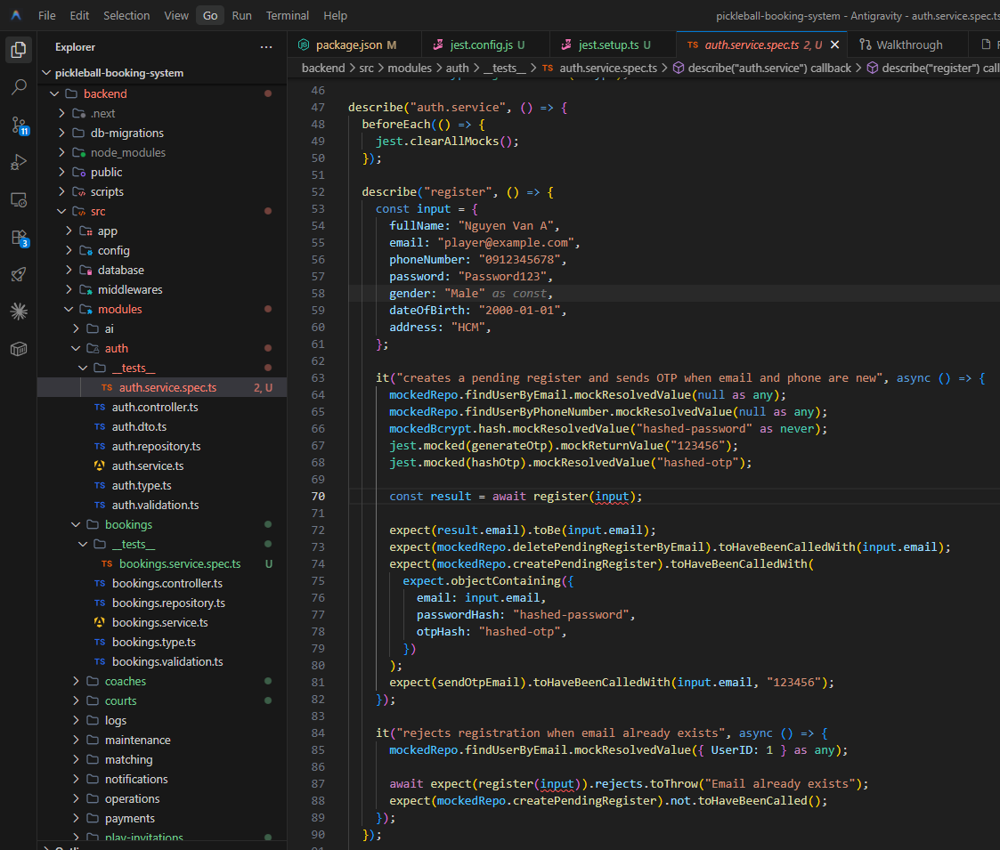 File Edit Selection View Go Run Terminal Help pickleball-booking-system - Antigravity - auth.service.spec.ts
Explorer ...
package.json M jest.config.js U jest.setup.ts U TS auth.service.spec.ts 2, U Walkthrough
backend > src > modules > auth > __tests__ > TS auth.service.spec.ts > describe("auth.service") callback > describe("register") call
pickleball-booking-system
backend
.next
db-migrations
node_modules
public
scripts
src
app
config
database
middlewares
modules
ai
auth
__tests__
TS auth.service.spec.ts 2, U
TS auth.controller.ts
TS auth.dto.ts
TS auth.repository.ts
auth.service.ts
TS auth.type.ts
TS auth.validation.ts
bookings
__tests__
TS bookings.service.spec.ts U
TS bookings.controller.ts
TS bookings.repository.ts
bookings.service.ts
TS bookings.type.ts
TS bookings.validation.ts
coaches
courts
logs
maintenance
matching
notifications
operations
payments
play-invitations
11
3
46
47 describe("auth.service", () => {
48 beforeEach(() => {
49 jest.clearAllMocks();
50 });
51
52 describe("register", () => {
53 const input = {
54 fullName: "Nguyen Van A",
55 email: "player@example.com",
56 phoneNumber: "0912345678",
57 password: "Password123",
58 gender: "Male" as const,
59 dateOfBirth: "2000-01-01",
60 address: "HCM",
61 };
62
63 it("creates a pending register and sends OTP when email and phone are new", async () => {
64 mockedRepo.findUserByEmail.mockResolvedValue(null as any);
65 mockedRepo.findUserByPhoneNumber.mockResolvedValue(null as any);
66 mockedBcrypt.hash.mockResolvedValue("hashed-password" as never);
67 jest.mocked(generateOtp).mockReturnValue("123456");
68 jest.mocked(hashOtp).mockResolvedValue("hashed-otp");
69
70 const result = await register(input);
71
72 expect(result.email).toBe(input.email);
73 expect(mockedRepo.deletePendingRegisterByEmail).toHaveBeenCalledWith(input.email);
74 expect(mockedRepo.createPendingRegister).toHaveBeenCalledWith(
75 expect.objectContaining({
76 email: input.email,
77 passwordHash: "hashed-password",
78 otpHash: "hashed-otp",
79 })
80 );
81 expect(sendOtpEmail).toHaveBeenCalledWith(input.email, "123456");
82 });
83
84 it("rejects registration when email already exists", async () => {
85 mockedRepo.findUserByEmail.mockResolvedValue({ UserID: 1 } as any);
86
87 await expect(register(input)).rejects.toThrow("Email already exists");
88 expect(mockedRepo.createPendingRegister).not.toHaveBeenCalled();
89 });
90 });